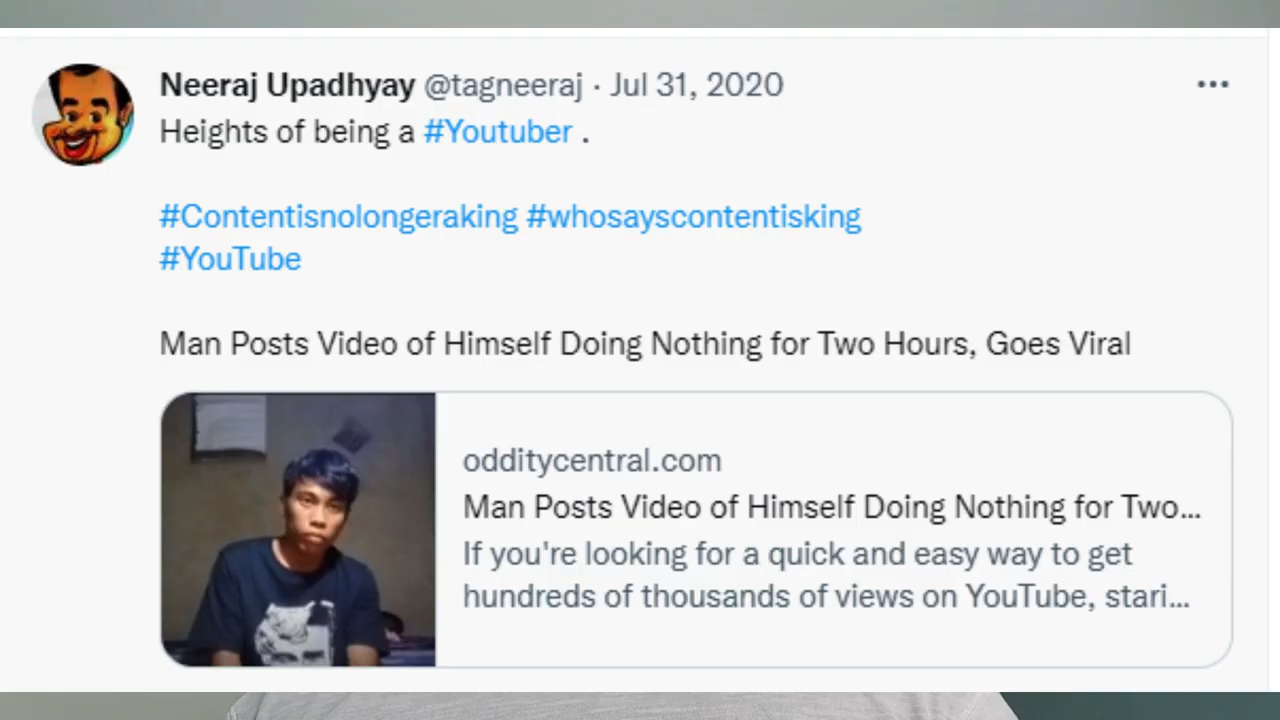 Neeraj Upadhyay @tagneeraj · Jul 31, 2020
Heights of being a #Youtuber .
#Contentisnolongeraking #whosayscontentisking
#YouTube
Man Posts Video of Himself Doing Nothing for Two Hours, Goes Viral
odditycentral.com
Man Posts Video of Himself Doing Nothing for Two...
If you're looking for a quick and easy way to get
hundreds of thousands of views on YouTube, stari...